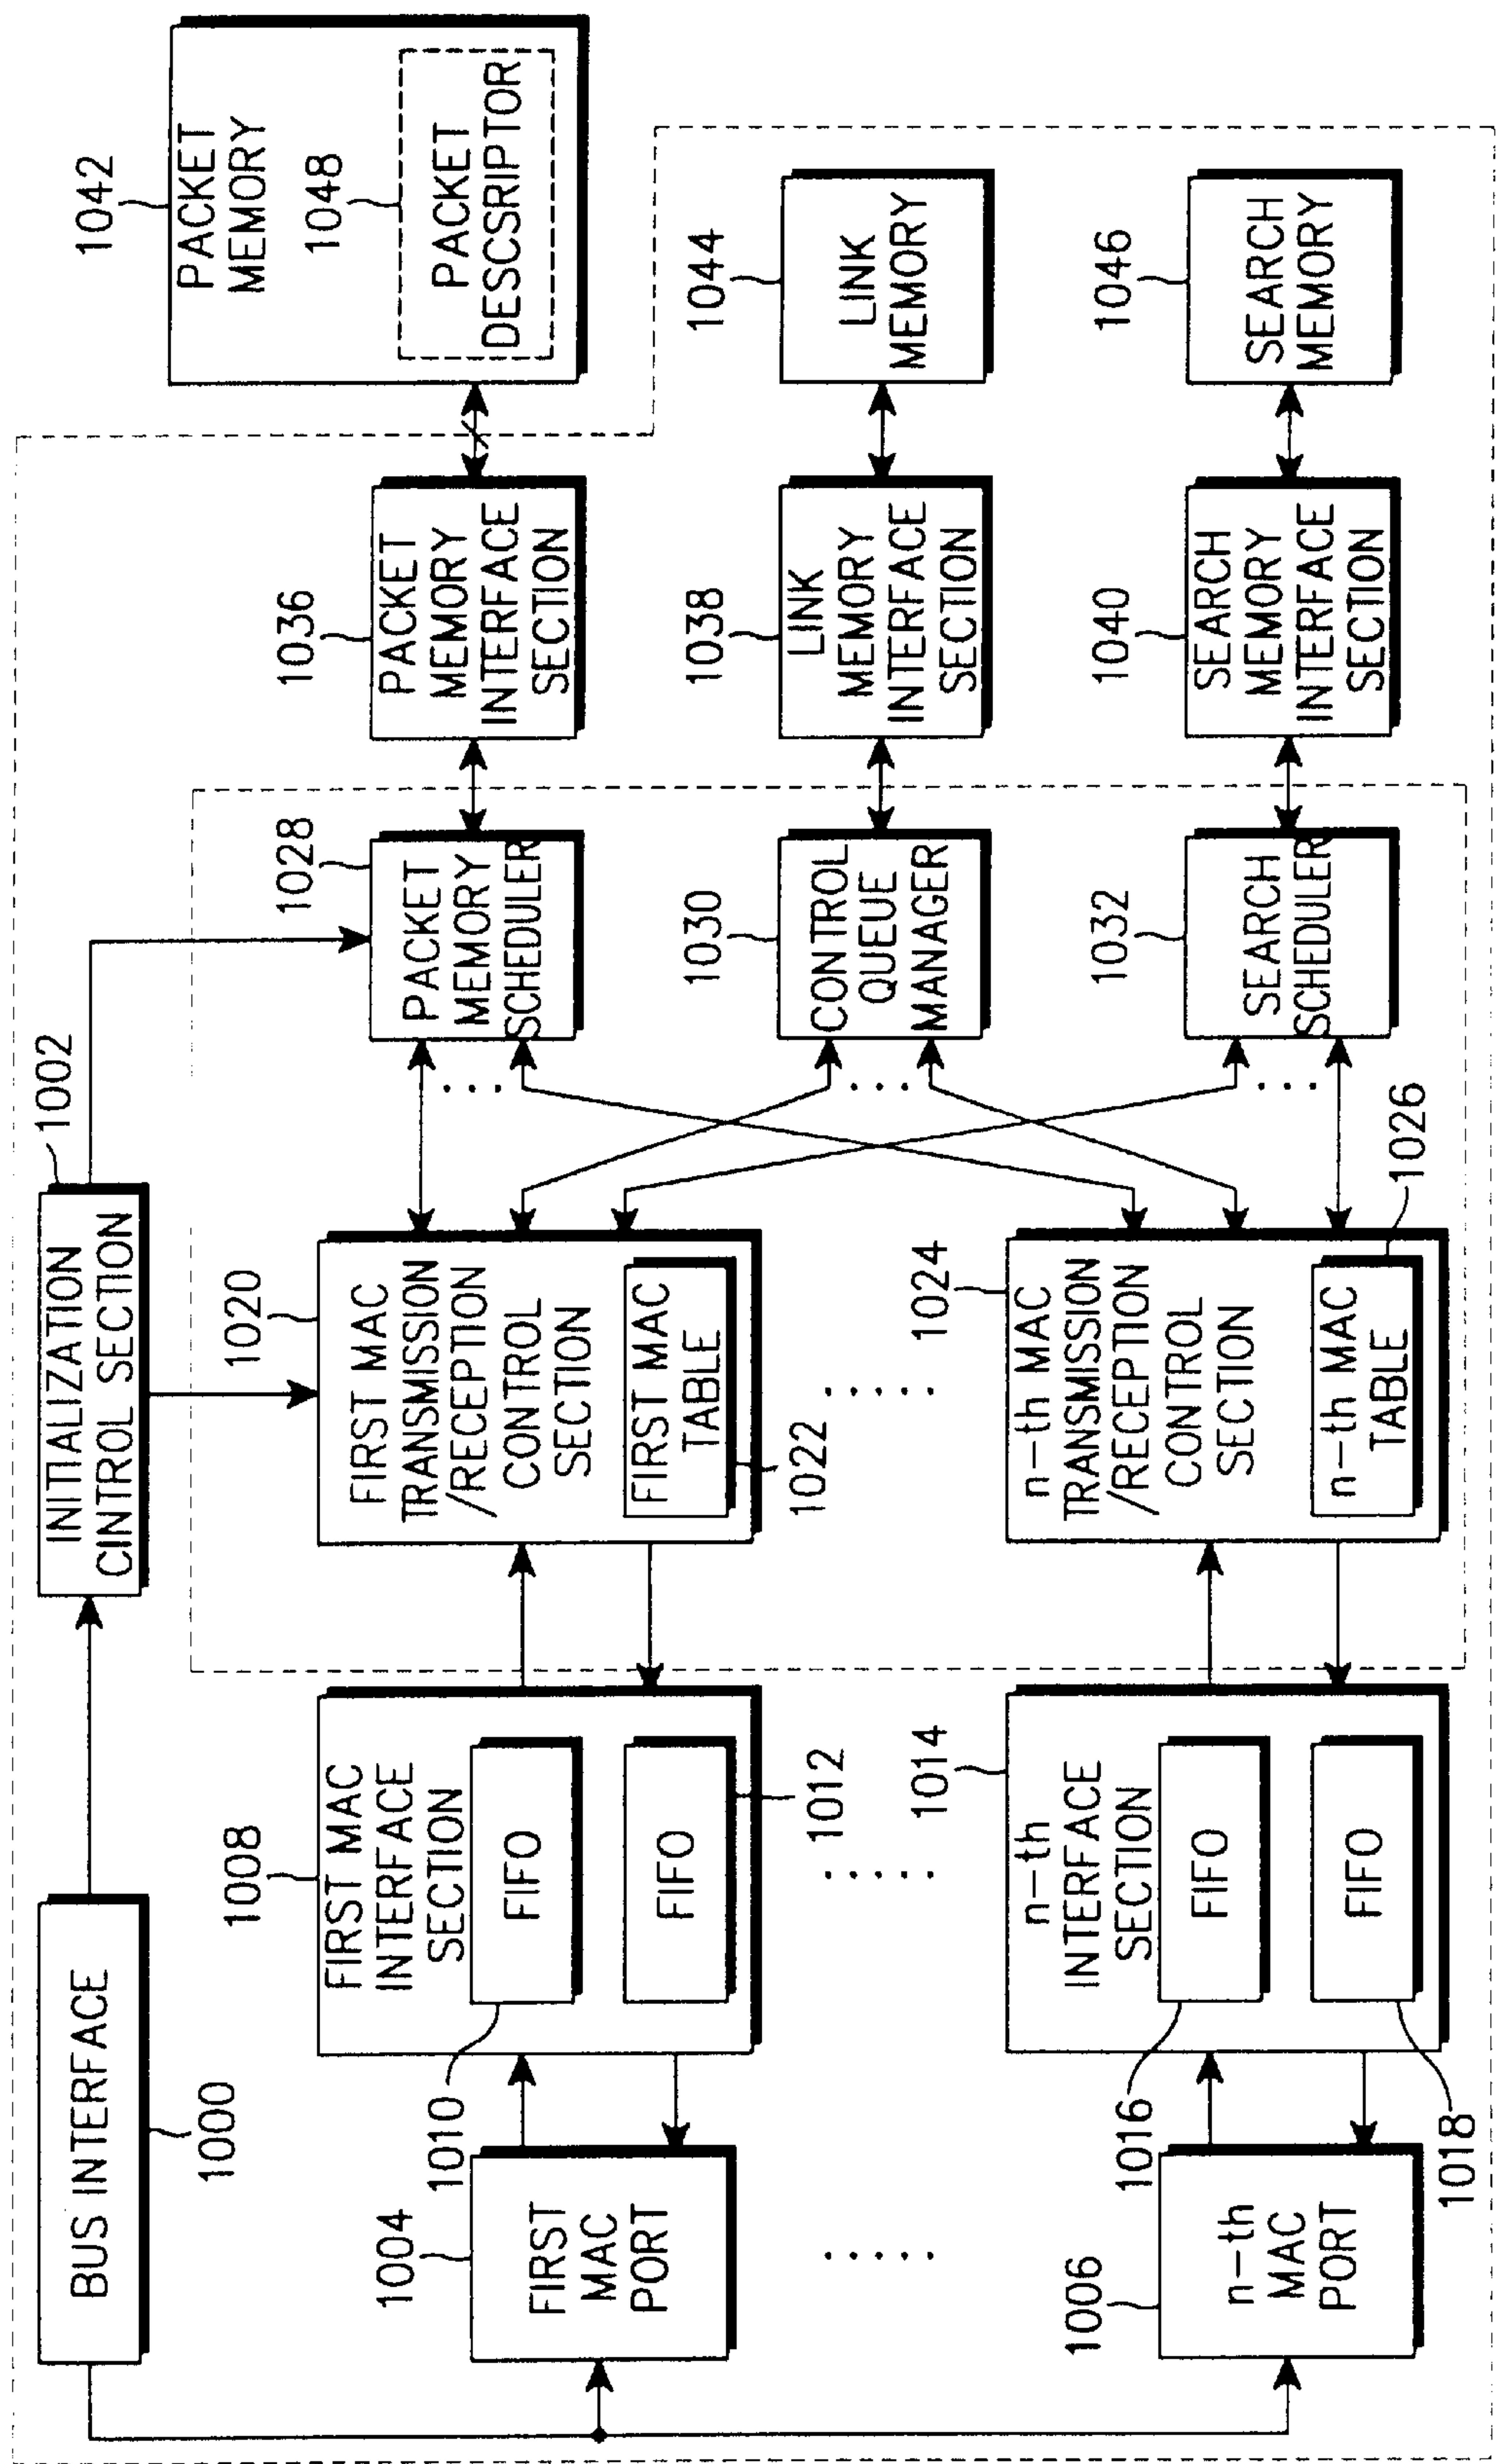 BUS INTERFACE
1000
INITIALIZATION
CINTROL SECTION
1002
1004
FIRST
MAC
PORT
1008
FIRST MAC
INTERFACE
SECTION
FIFO
1010
FIFO
1012
1020
FIRST MAC
TRANSMISSION
/RECEPTION
CONTROL
SECTION
FIRST MAC
TABLE
1022
1028
PACKET
MEMORY
SCHEDULER
1036
PACKET
MEMORY
INTERFACE
SECTION
1042
PACKET
MEMORY
1048
PACKET
DESCSRIPTOR
1030
CONTROL
QUEUE
MANAGER
1038
LINK
MEMORY
INTERFACE
SECTION
1044
LINK
MEMORY
1006
n-th
MAC
PORT
1014
n-th
INTERFACE
SECTION
FIFO
1016
FIFO
1018
1024
n-th MAC
TRANSMISSION
/RECEPTION
CONTROL
SECTION
n-th MAC
TABLE
1026
1032
SEARCH
SCHEDULER
1040
SEARCH
MEMORY
INTERFACE
SECTION
1046
SEARCH
MEMORY